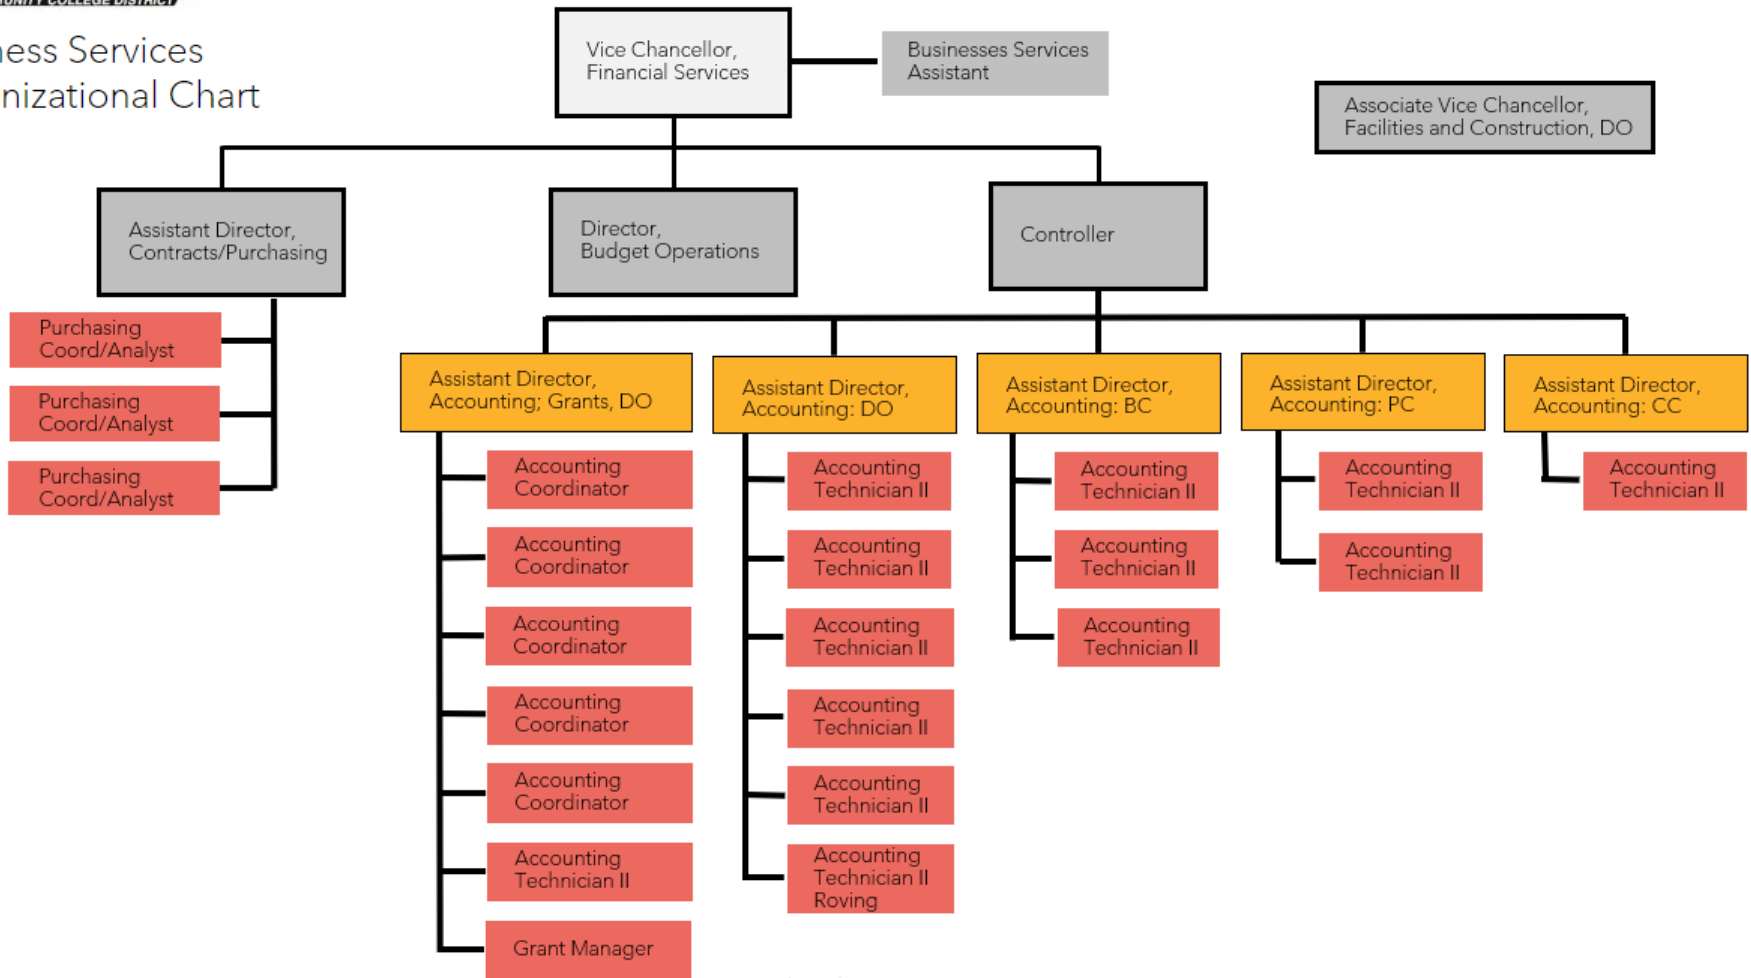 COLLEGE DISTRICT
ness Services
nizational Chart
Vice Chancellor,
Financial Services
Businesses Services
Assistant
Associate Vice Chancellor,
Facilities and Construction, DO
Assistant Director,
Contracts/Purchasing
Director,
Budget Operations
Controller
Purchasing
Coord/Analyst
Purchasing
Coord/Analyst
Purchasing
Coord/Analyst
Assistant Director,
Accounting; Grants, DO
Accounting
Coordinator
Accounting
Coordinator
Accounting
Coordinator
Accounting
Coordinator
Accounting
Coordinator
Accounting
Technician II
Grant Manager
Assistant Director,
Accounting: DO
Accounting
Technician II
Accounting
Technician II
Accounting
Technician II
Accounting
Technician II
Accounting
Technician II
Accounting
Technician II
Roving
Assistant Director,
Accounting: BC
Accounting
Technician II
Accounting
Technician II
Accounting
Technician II
Assistant Director,
Accounting: PC
Accounting
Technician II
Accounting
Technician II
Assistant Director,
Accounting: CC
Accounting
Technician II